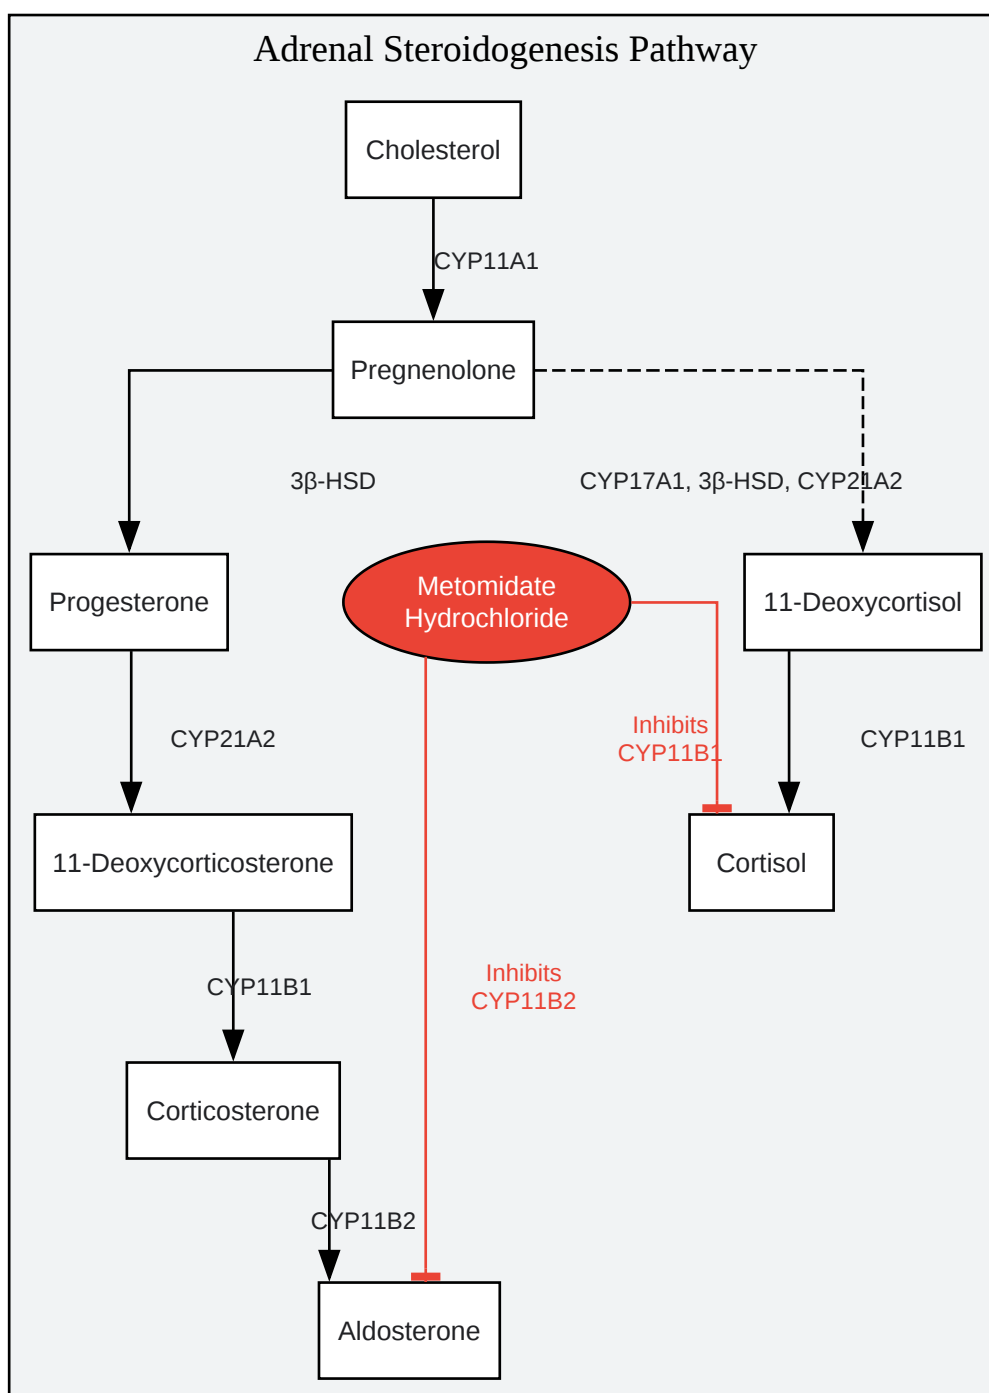 Adrenal Steroidogenesis Pathway
Cholesterol
CYP11A1
Pregnenolone
3β-HSD
CYP17A1, 3β-HSD, CYP21A2
Progesterone
Metomidate
Hydrochloride
11-Deoxycortisol
CYP21A2
Inhibits
CYP11B1
CYP11B1
11-Deoxycorticosterone
Cortisol
CYP11B1
Inhibits
CYP11B2
Corticosterone
CYP11B2
Aldosterone